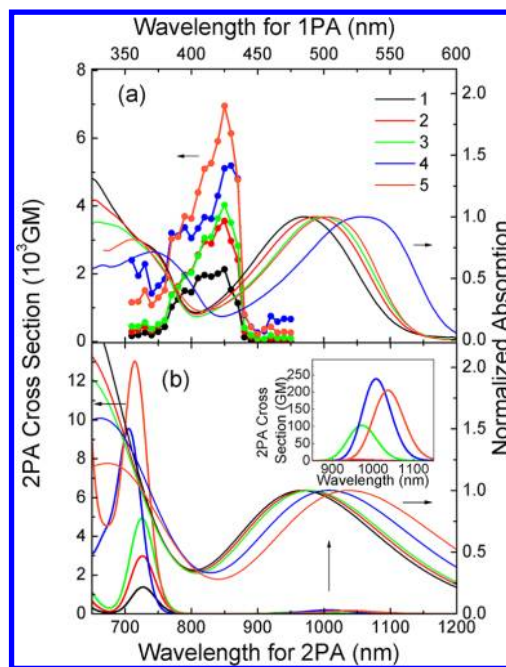 Wavelength for 1PA (nm)
350 400 450 500 550 600
(a)
1
2
3
4
5
8
6
4
2
0
2.0
1.5
1.0
0.5
0.0
2PA Cross Section (10³GM)
Normalized Absorption
(b)
12
10
8
6
4
2
0
2.0
1.5
1.0
0.5
0.0
2PA Cross
Section (GM)
250
200
150
100
50
0
900 1000 1100
Wavelength (nm)
700 800 900 1000 1100 1200
Wavelength for 2PA (nm)